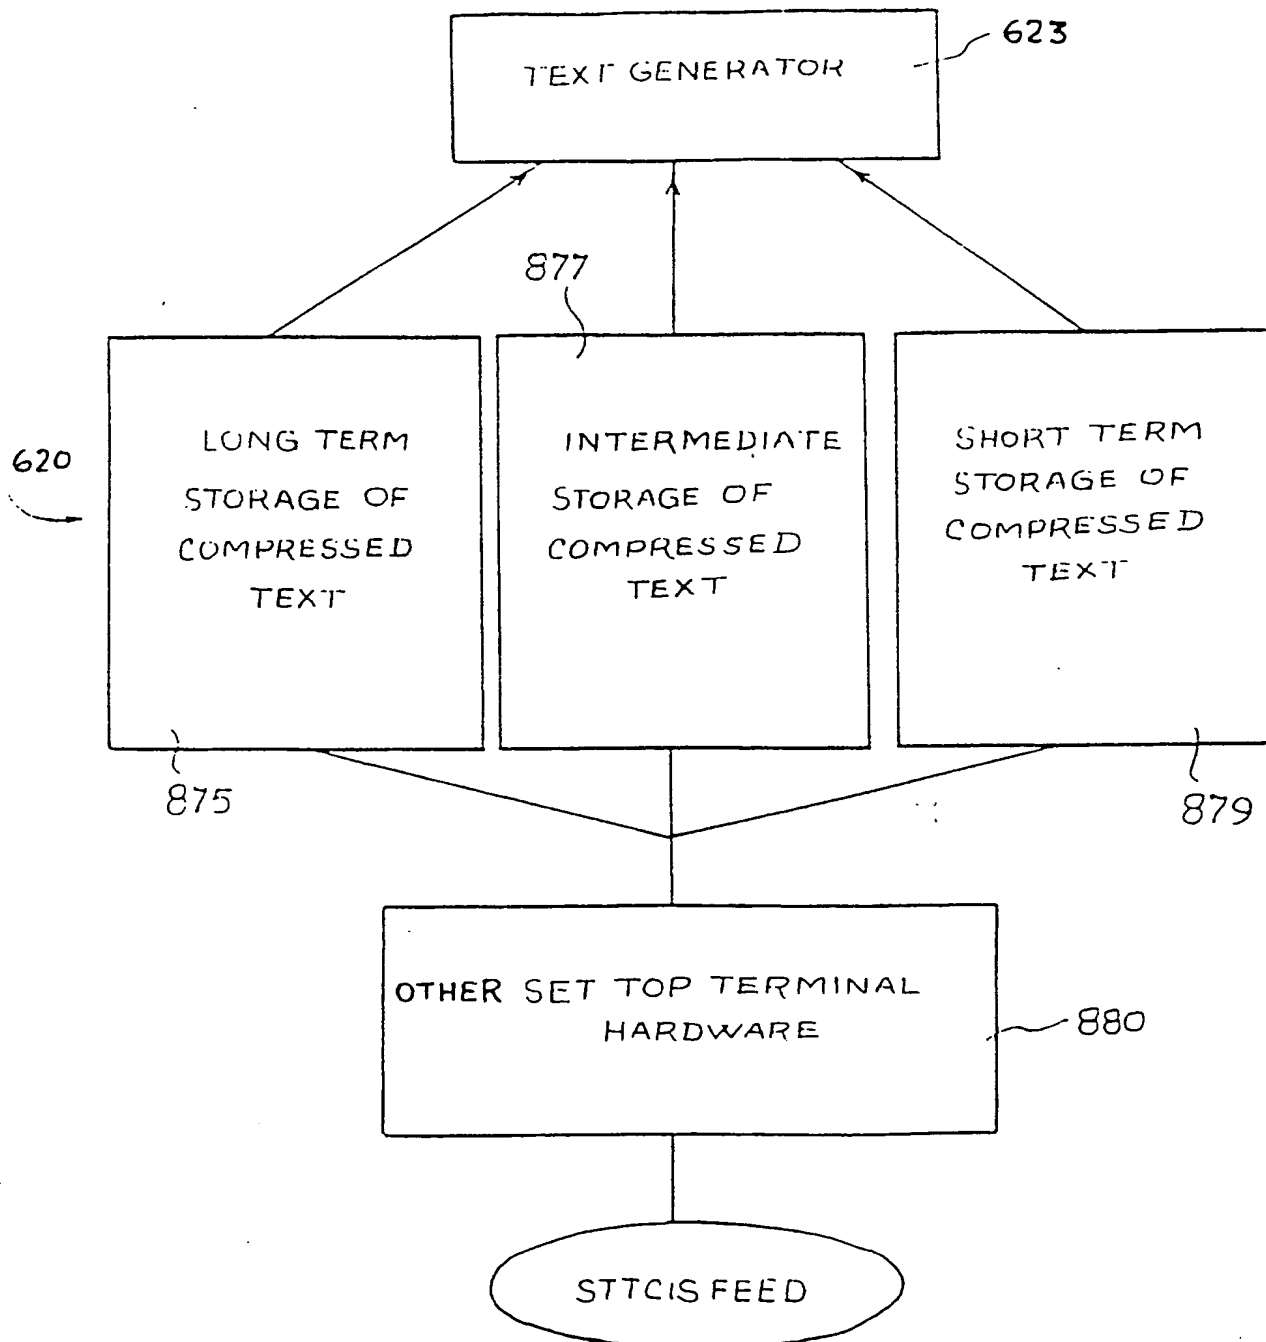 623
TEXT GENERATOR
877
620
LONG TERM
STORAGE OF
COMPRESSED
TEXT
INTERMEDIATE
STORAGE OF
COMPRESSED
TEXT
SHORT TERM
STORAGE OF
COMPRESSED
TEXT
875
879
OTHER SET TOP TERMINAL
HARDWARE
880
STTCIS FEED